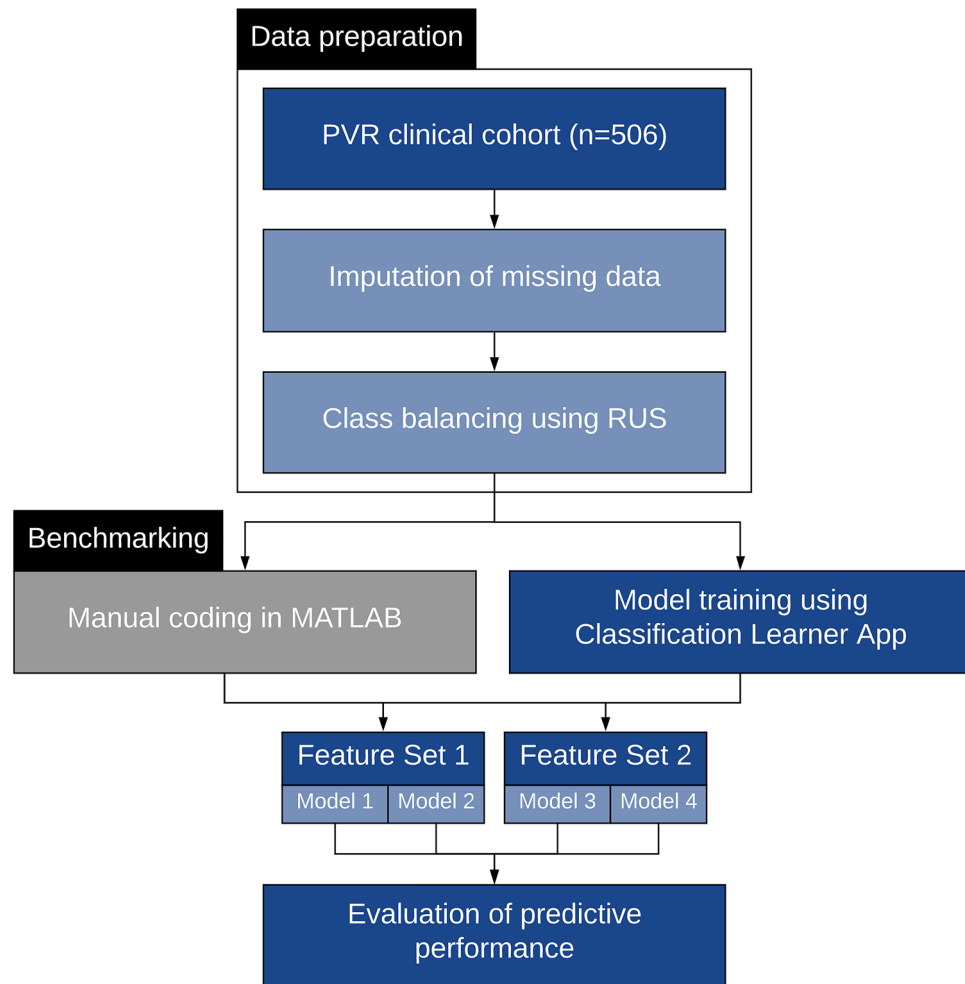 Data preparation
PVR clinical cohort (n=506)
Imputation of missing data
Class balancing using RUS
Benchmarking
Manual coding in MATLAB
Model training using
Classification Learner App
Feature Set 1
Model 1
Model 2
Feature Set 2
Model 3
Model 4
Evaluation of predictive
performance